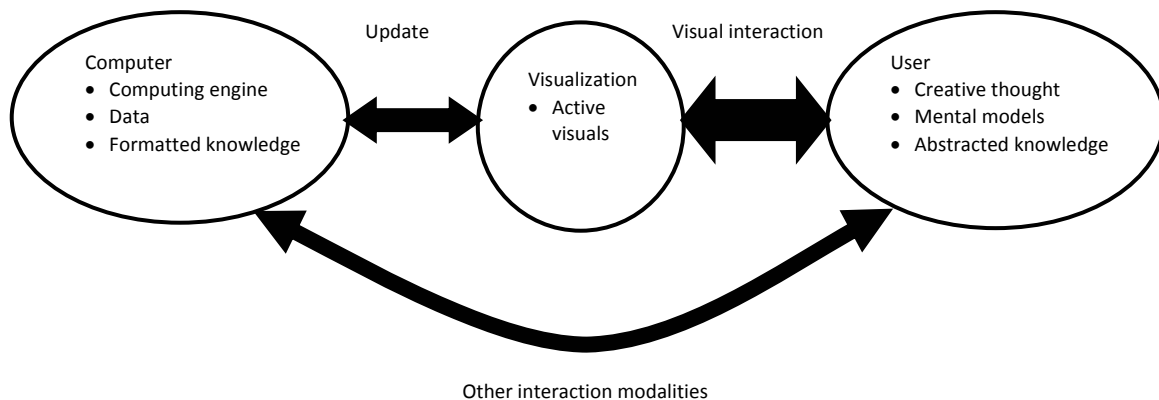 Update
Visual interaction
Computer
• Computing engine
• Data
• Formatted knowledge
Visualization
• Active
visuals
User
• Creative thought
• Mental models
• Abstracted knowledge
Other interaction modalities